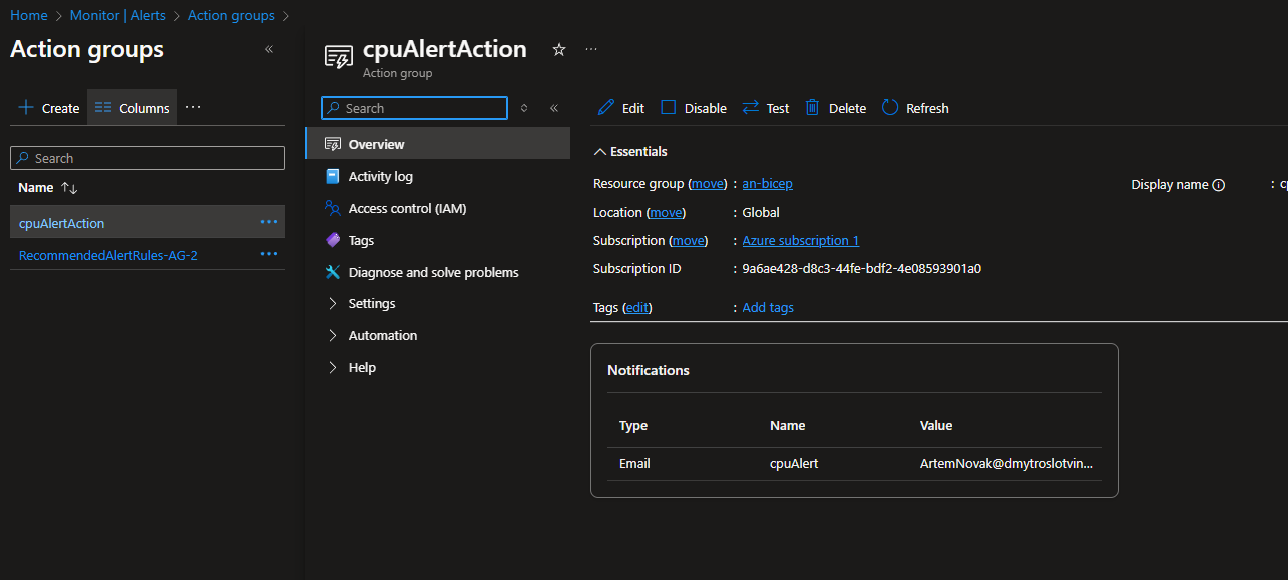 Home > Monitor | Alerts > Action groups >
Action groups
«
+ Create
Columns
...
Search
Name ↑↓
cpuAlertAction ...
RecommendedAlertRules-AG-2 ...
cpuAlertAction
...
Action group
Search
«
Overview
Activity log
Access control (IAM)
Tags
Diagnose and solve problems
> Settings
> Automation
> Help
Edit
Disable
Test
Delete
Refresh
Essentials
Resource group (move) : an-bicep
Display name : cp
Location (move) : Global
Subscription (move) : Azure subscription 1
Subscription ID : 9a6ae428-d8c3-44fe-bdf2-4e08593901a0
Tags (edit) : Add tags
Notifications
Type Name Value
Email cpuAlert ArtemNovak@dmytroslotvin...